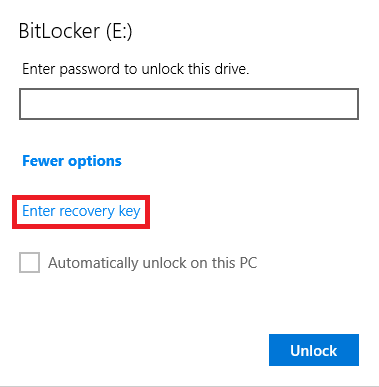 BitLocker (E:)
Enter password to unlock this drive.
Fewer options
Enter recovery key
Automatically unlock on this PC
Unlock